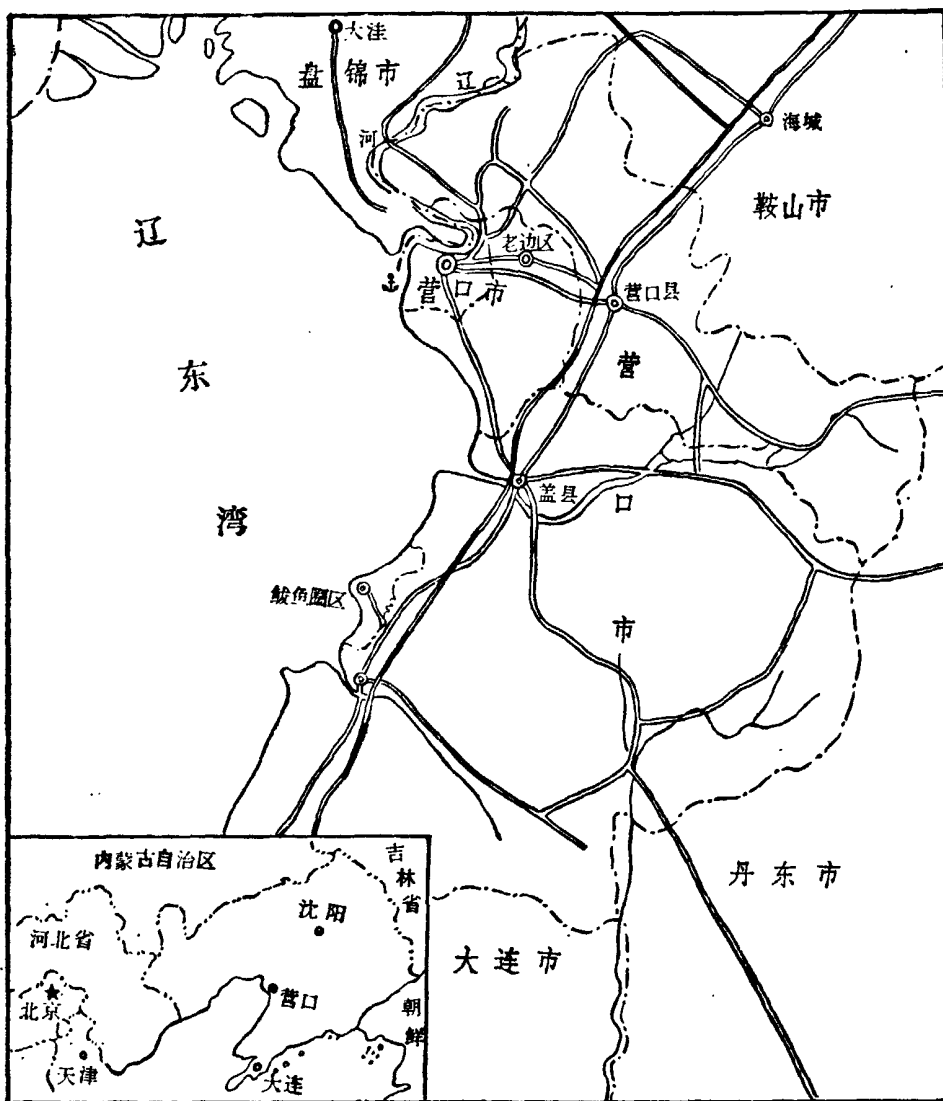 大洼
盘锦市
辽
河
海城
鞍山市
辽
东
湾
老边区
营口市
营口县
营
盖县
口
鲅鱼圈区
市
丹东市
大连市
内蒙古自治区
吉
林
省
沈阳
河北省
北京
营口
朝
鲜
天津
大连